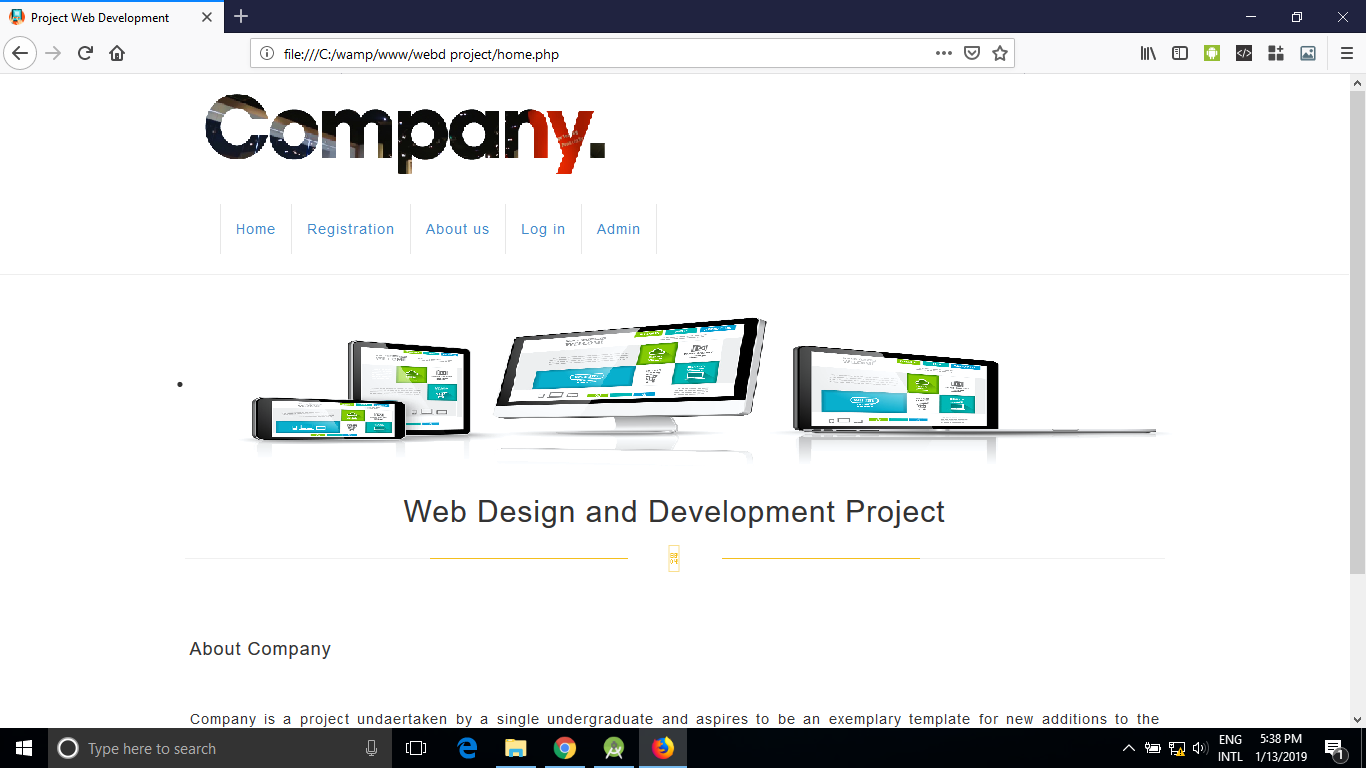 Project Web Development
file:///C:/wamp/www/webd project/home.php
Company.
Home Registration About us Log in Admin
Web Design and Development Project
About Company
Company is a project undaertaken by a single undergraduate and aspires to be an exemplary template for new additions to the
Type here to search
ENG
INTL
5:38 PM
1/13/2019
1